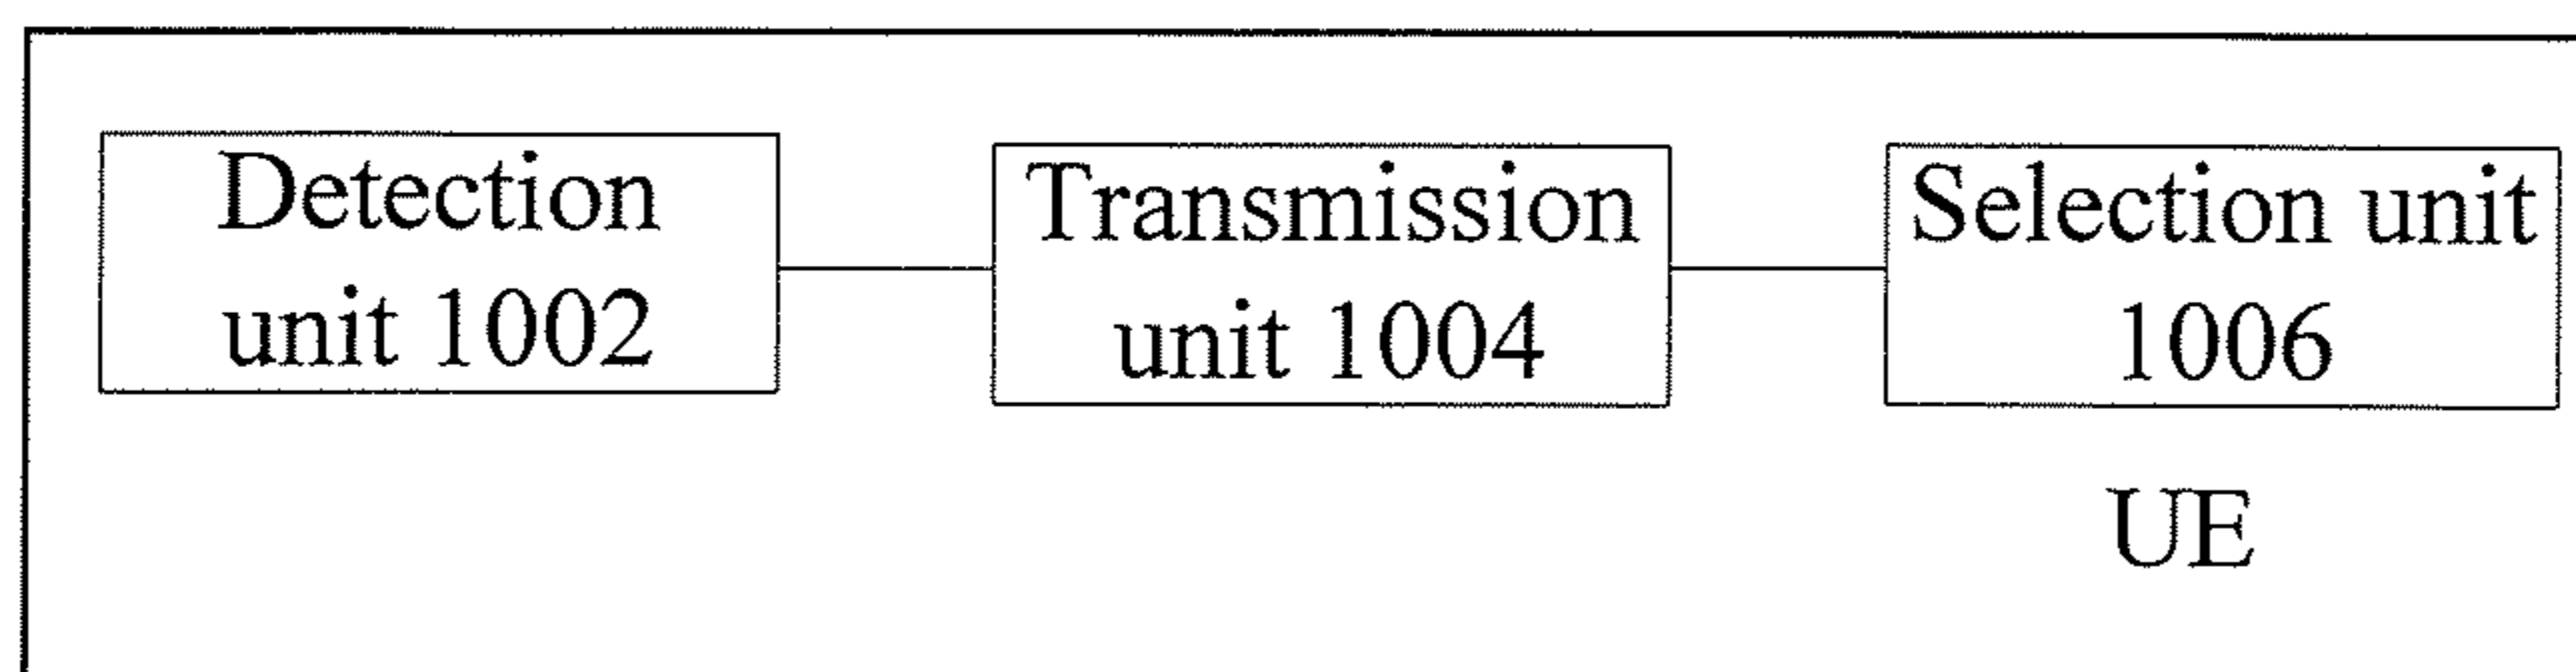 Detection
unit 1002
Transmission
unit 1004
Selection unit
1006
UE